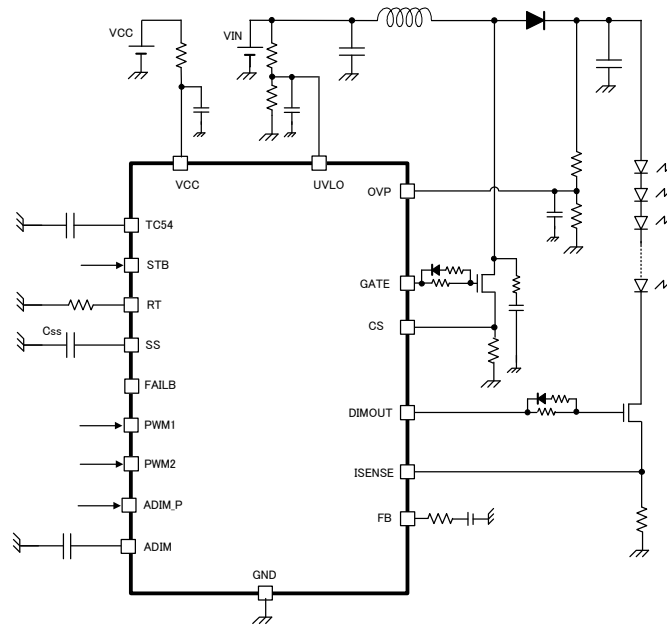 VCC
VIN
VCC
UVLO
OVP
TC54
STB
GATE
RT
CS
Css
SS
FAILB
DIMOUT
PWM1
PWM2
ISENSE
ADIM_P
FB
ADIM
GND